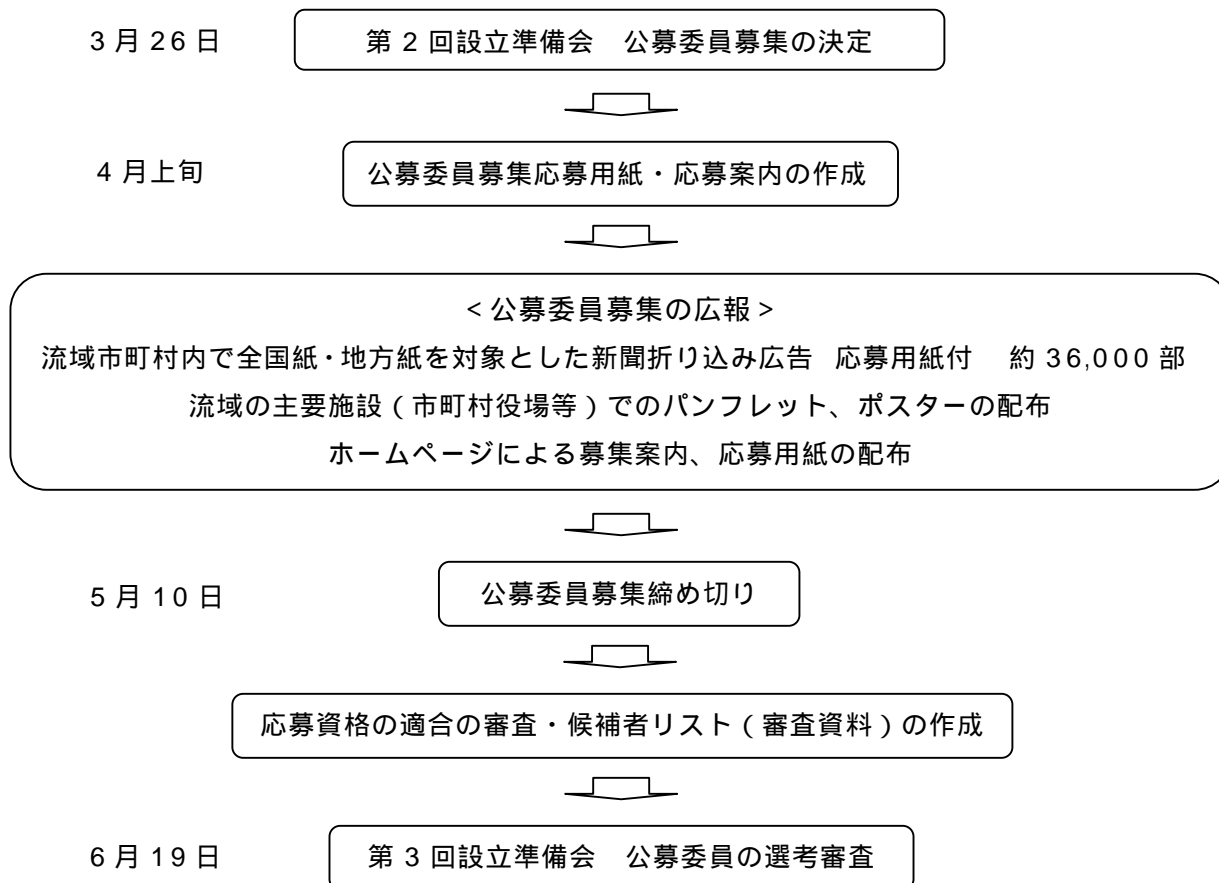 3月26日 第2回設立準備会 公募委員募集の決定
4月上旬 公募委員募集応募用紙・応募案内の作成
<公募委員募集の広報>
流域市町村内で全国紙・地方紙を対象とした新聞折り込み広告 応募用紙付 約36,000部
流域の主要施設(市町村役場等)でのパンフレット、ポスターの配布
ホームページによる募集案内、応募用紙の配布
5月10日 公募委員募集締め切り
応募資格の適合の審査・候補者リスト(審査資料)の作成
6月19日 第3回設立準備会 公募委員の選考審査